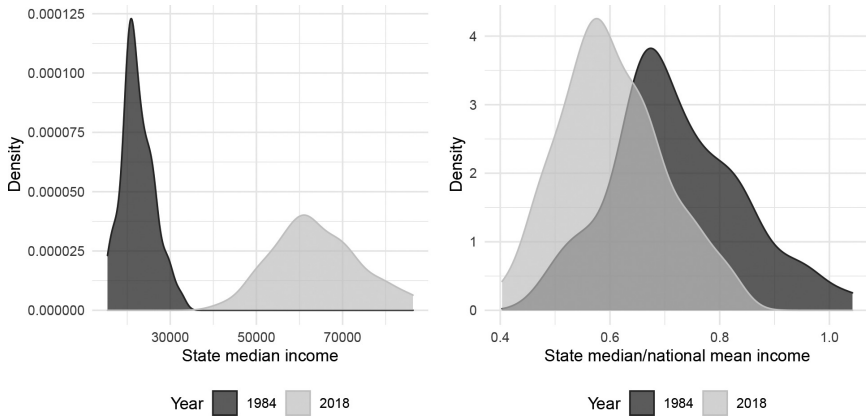 0.000125
0.000100
0.000075
0.000050
0.000025
0.000000
Density
30000 50000 70000
State median income
Year 1984 2018
4
3
2
1
0
Density
0.4 0.6 0.8 1.0
State median/national mean income
Year 1984 2018